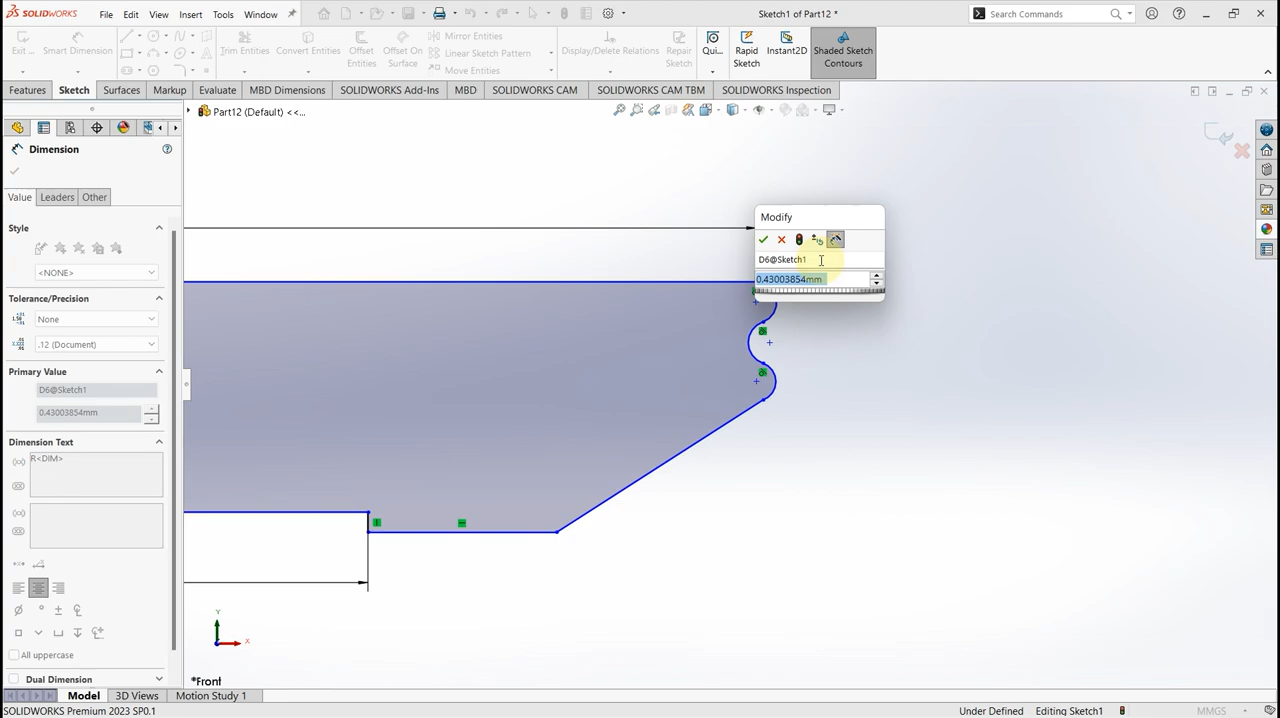 SOLIDWORKS
File Edit View Insert Tools Window
Sketch1 of Part12 *
Search Commands
Exit ...
Smart Dimension
Trim Entities
Convert Entities
Offset Entities
Offset On Surface
Mirror Entities
Linear Sketch Pattern
Move Entities
Display/Delete Relations
Repair Sketch
Qui...
Rapid Sketch
Instant2D
Shaded Sketch Contours
Features Sketch Surfaces Markup Evaluate MBD Dimensions SOLIDWORKS Add-Ins MBD SOLIDWORKS CAM SOLIDWORKS CAM TBM SOLIDWORKS Inspection
Part12 (Default) <<...
Dimension
Value Leaders Other
Style
<NONE>
Tolerance/Precision
None
.12 (Document)
Primary Value
D6@Sketch1
0.43003854mm
Dimension Text
R<DIM>
All uppercase
Dual Dimension
Modify
D6@Sketch1
0.43003854mm
Y
X
*Front
Model 3D Views Motion Study 1
SOLIDWORKS Premium 2023 SP0.1
Under Defined Editing Sketch1 MMGS